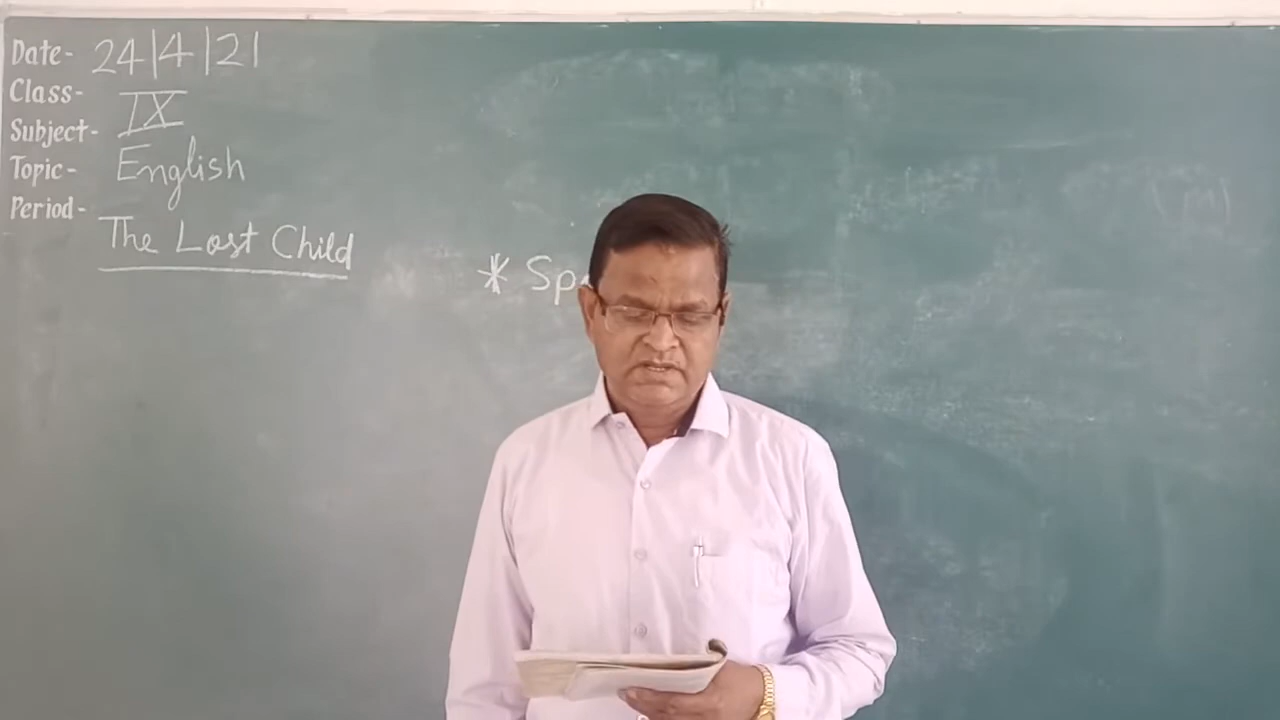 Date- 24|4|21
Class- IX
Subject- English
Topic-
Period-
The Lost Child
* Sp